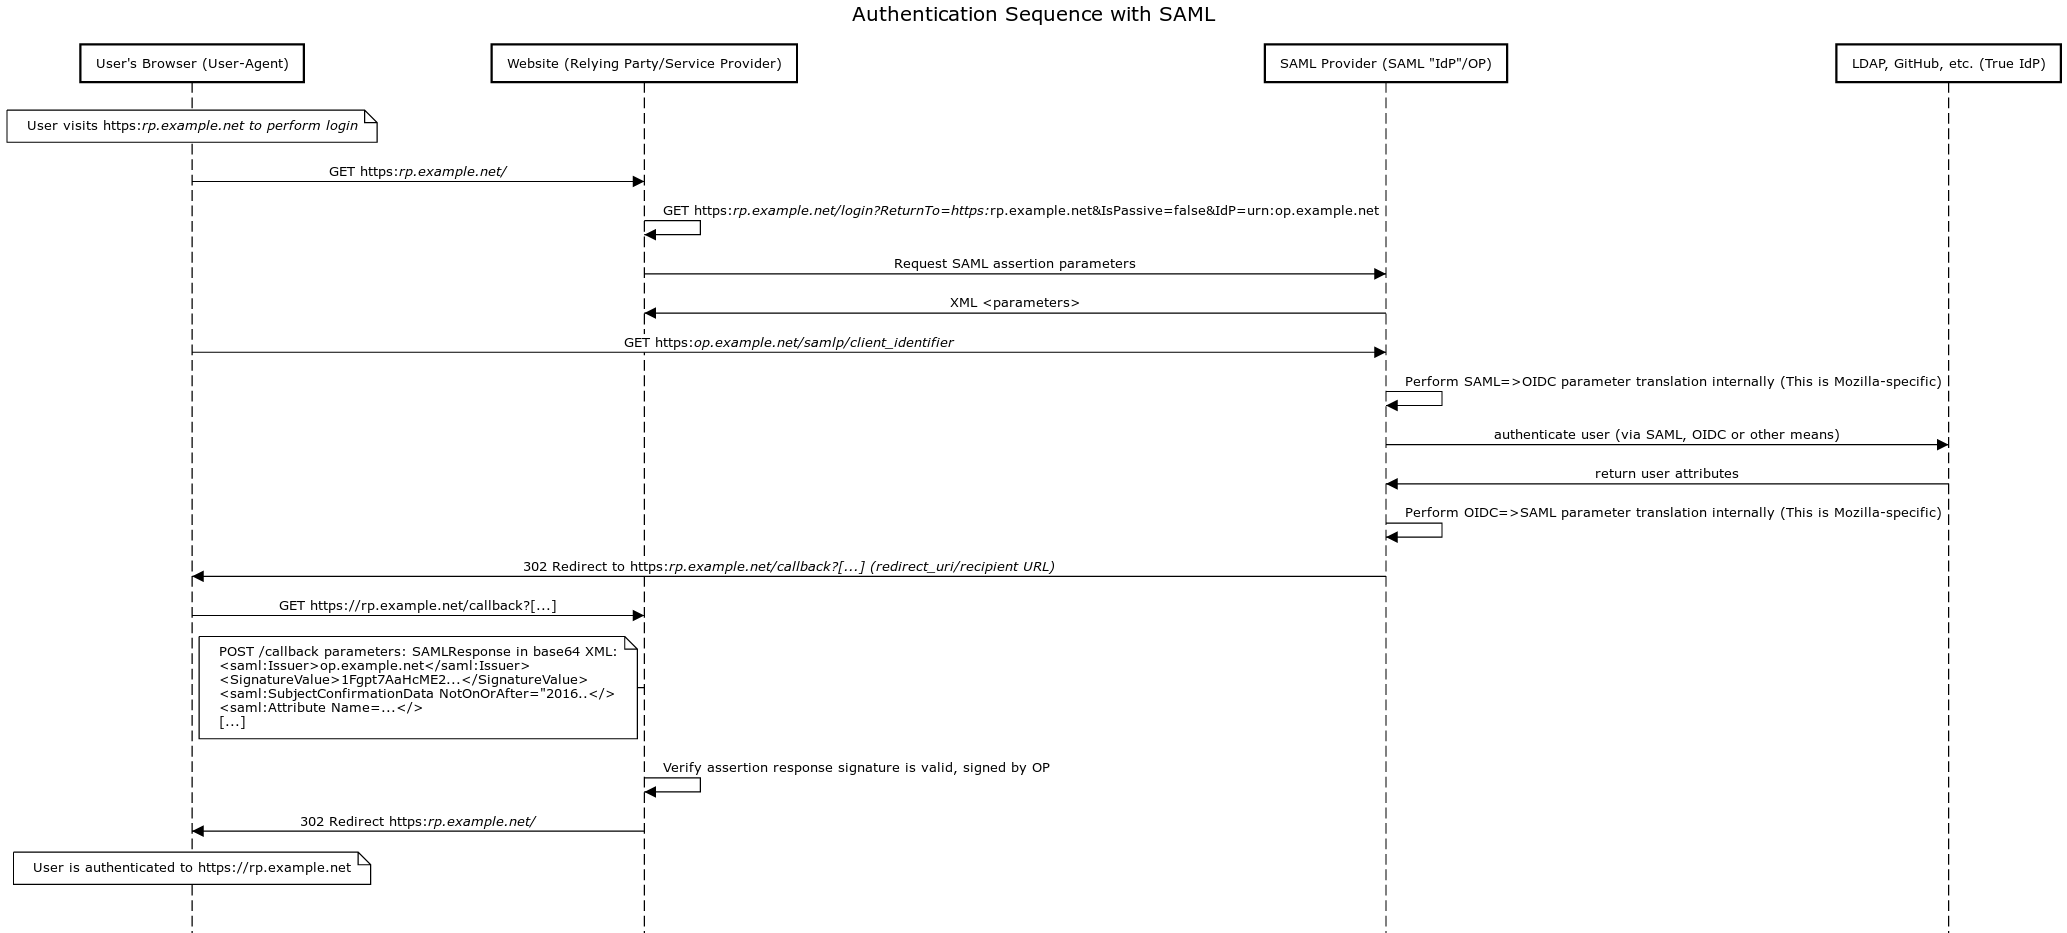 Authentication Sequence with SAML
User's Browser (User-Agent)
Website (Relying Party/Service Provider)
SAML Provider (SAML "IdP"/OP)
LDAP, GitHub, etc. (True IdP)
User visits https:rp.example.net to perform login
GET https:rp.example.net/
GET https:rp.example.net/login?ReturnTo=https:rp.example.net&IsPassive=false&IdP=urn:op.example.net
Request SAML assertion parameters
XML <parameters>
GET https:op.example.net/samlp/client_identifier
Perform SAML=>OIDC parameter translation internally (This is Mozilla-specific)
authenticate user (via SAML, OIDC or other means)
return user attributes
Perform OIDC=>SAML parameter translation internally (This is Mozilla-specific)
302 Redirect to https:rp.example.net/callback?[...] (redirect_uri/recipient URL)
GET https://rp.example.net/callback?[...]
POST /callback parameters: SAMLResponse in base64 XML:
<saml:Issuer>op.example.net</saml:Issuer>
<SignatureValue>1Fgpt7AaHcME2...</SignatureValue>
<saml:SubjectConfirmationData NotOnOrAfter="2016..</>
<saml:Attribute Name=...</>
[...]
Verify assertion response signature is valid, signed by OP
302 Redirect https:rp.example.net/
User is authenticated to https://rp.example.net